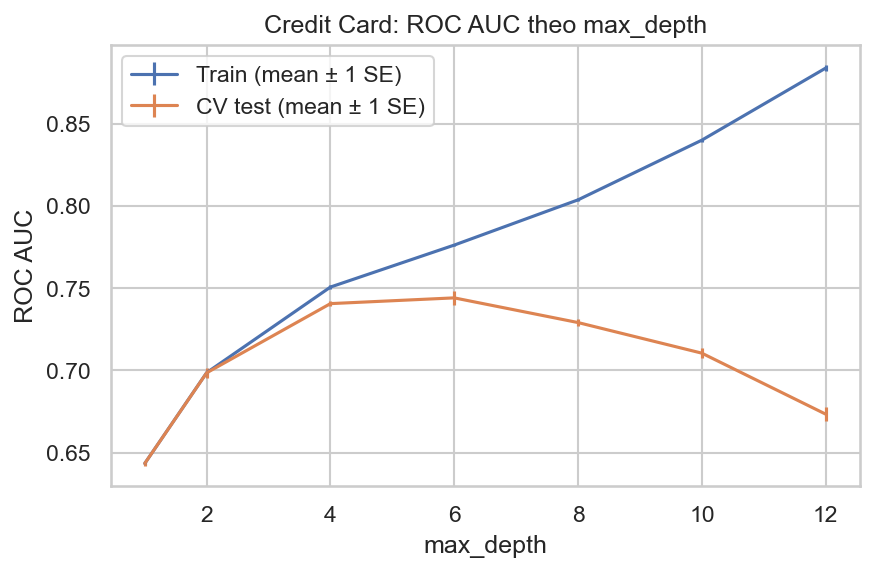 Credit Card: ROC AUC theo max_depth
Train (mean ± 1 SE)
CV test (mean ± 1 SE)
ROC AUC
0.85
0.80
0.75
0.70
0.65
2 4 6 8 10 12
max_depth